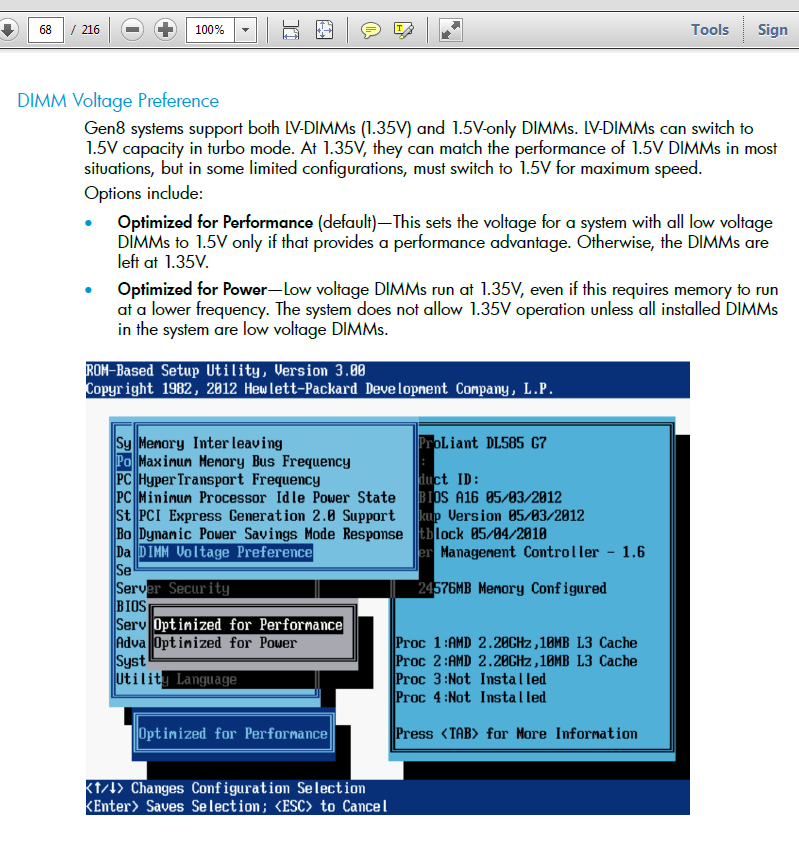 68 / 216 100% Tools Sign
DIMM Voltage Preference
Gen8 systems support both LV-DIMMs (1.35V) and 1.5V-only DIMMs. LV-DIMMs can switch to
1.5V capacity in turbo mode. At 1.35V, they can match the performance of 1.5V DIMMs in most
situations, but in some limited configurations, must switch to 1.5V for maximum speed.
Options include:
• Optimized for Performance (default)—This sets the voltage for a system with all low voltage
DIMMs to 1.5V only if that provides a performance advantage. Otherwise, the DIMMs are
left at 1.35V.
• Optimized for Power—Low voltage DIMMs run at 1.35V, even if this requires memory to run
at a lower frequency. The system does not allow 1.35V operation unless all installed DIMMs
in the system are low voltage DIMMs.
ROM-Based Setup Utility, Version 3.00
Copyright 1982, 2012 Hewlett-Packard Development Company, L.P.
Sy Memory Interleaving ProLiant DL585 G7
Po Maximum Memory Bus Frequency :
PC HyperTransport Frequency duct ID:
PC Minimum Processor Idle Power State BIOS A16 05/03/2012
St PCI Express Generation 2.0 Support kup Version 05/03/2012
Bo Dynamic Power Savings Mode Response tblock 05/04/2010
Da DIMM Voltage Preference er Management Controller - 1.6
Se
Server Security 24576MB Memory Configured
BIOS
Serv Optimized for Performance
Adva Optimized for Power Proc 1:AMD 2.20GHz,10MB L3 Cache
Syst Proc 2:AMD 2.20GHz,10MB L3 Cache
Utility Language Proc 3:Not Installed
Proc 4:Not Installed
Optimized for Performance Press <TAB> for More Information
<↑/↓> Changes Configuration Selection
<Enter> Saves Selection; <ESC> to Cancel